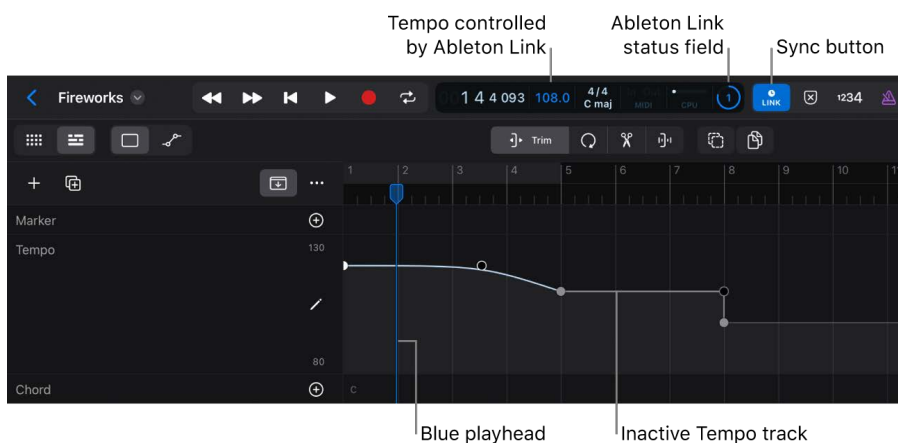 Tempo controlled
by Ableton Link
Ableton Link
status field
Sync button
Fireworks
1 4 4 093 108.0 4/4
C maj
MIDI CPU 1 LINK 1234
Trim
1 2 3 4 5 6 7 8 9 10
Marker
Tempo 130
80
Chord C
Blue playhead
Inactive Tempo track